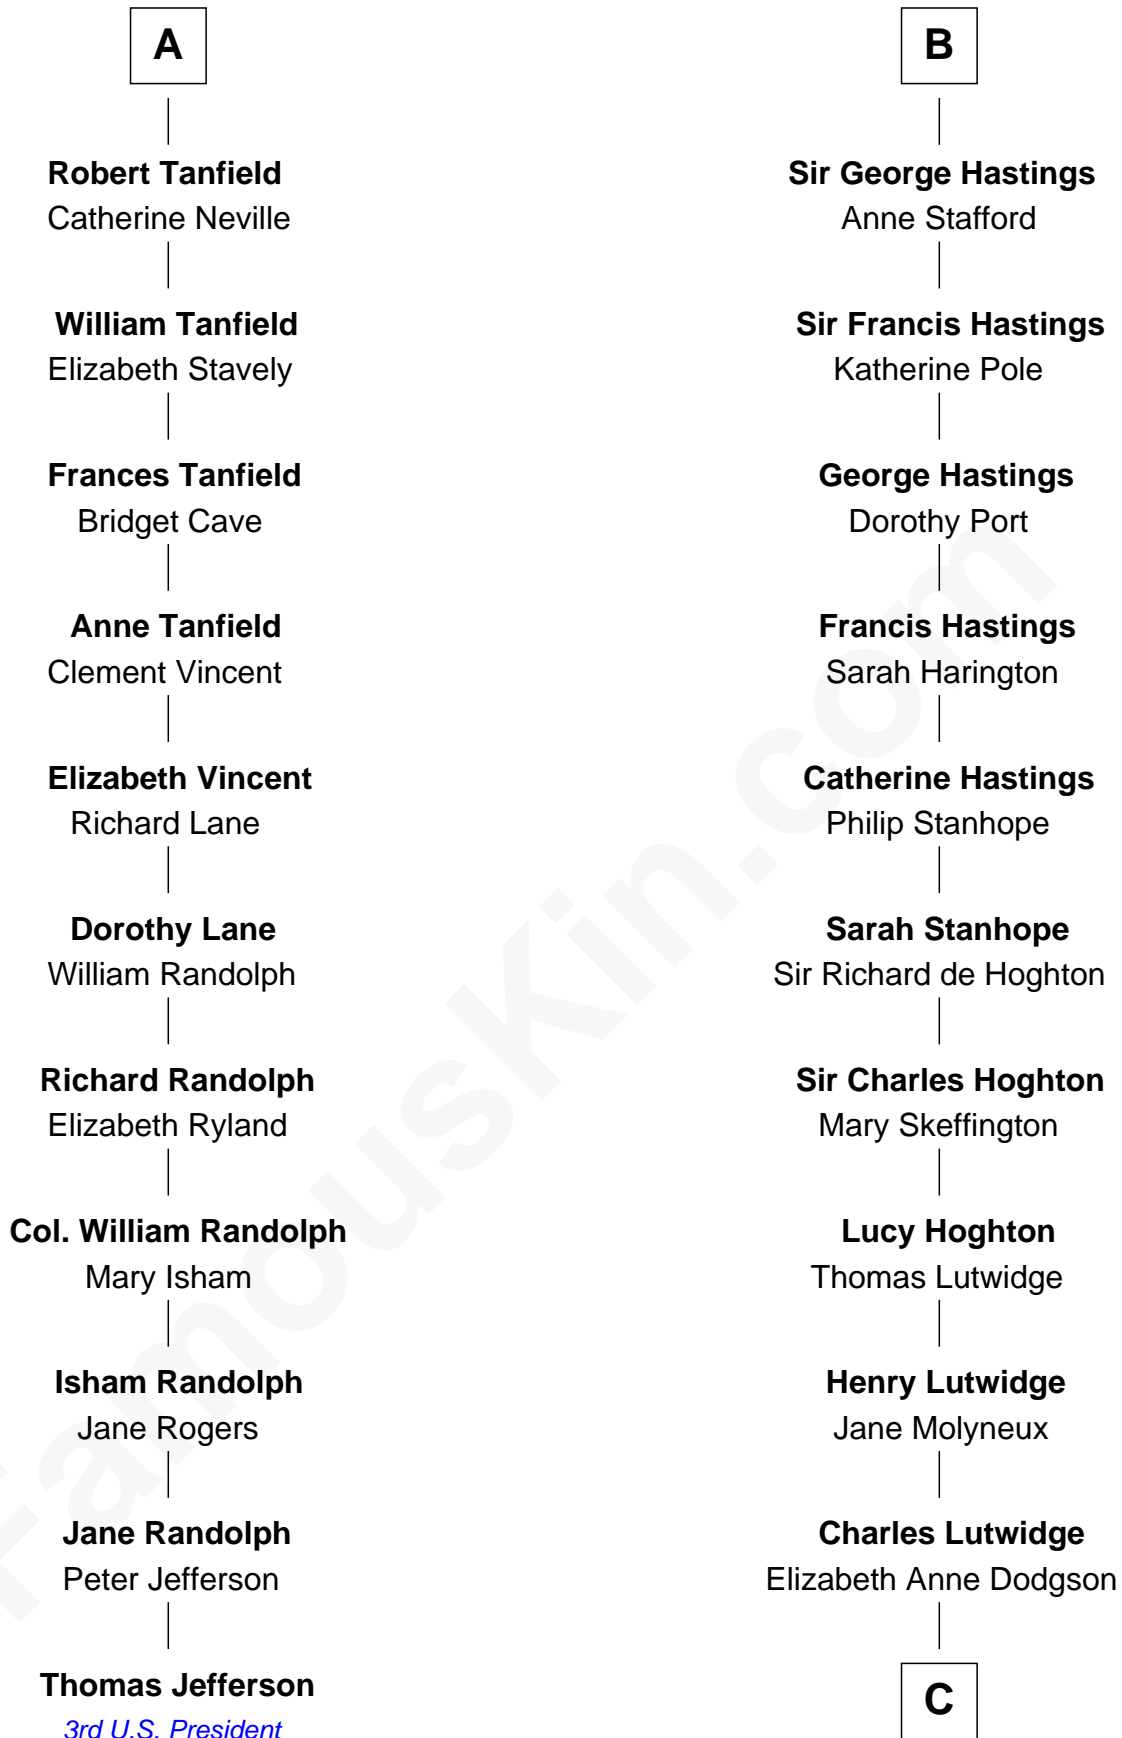 A
Robert Tanfield
Catherine Neville
William Tanfield
Elizabeth Stavely
Frances Tanfield
Bridget Cave
Anne Tanfield
Clement Vincent
Elizabeth Vincent
Richard Lane
Dorothy Lane
William Randolph
Richard Randolph
Elizabeth Ryland
Col. William Randolph
Mary Isham
Isham Randolph
Jane Rogers
Jane Randolph
Peter Jefferson
Thomas Jefferson
3rd U.S. President
B
Sir George Hastings
Anne Stafford
Sir Francis Hastings
Katherine Pole
George Hastings
Dorothy Port
Francis Hastings
Sarah Harington
Catherine Hastings
Philip Stanhope
Sarah Stanhope
Sir Richard de Hoghton
Sir Charles Hoghton
Mary Skeffington
Lucy Hoghton
Thomas Lutwidge
Henry Lutwidge
Jane Molyneux
Charles Lutwidge
Elizabeth Anne Dodgson
C
FamousKin.com